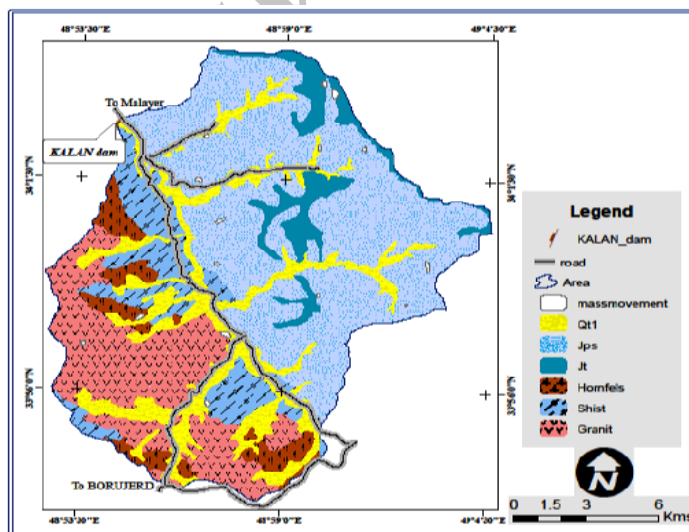 48°53'30"E 48°59'0"E 49°4'30"E
To Mslayer
KALAN dam
34°1'30"N 34°1'30"N
33°56'0"N 33°56'0"N
To BORUJERD
48°53'30"E 48°59'0"E 49°4'30"E
Legend
KALAN_dam
road
Area
massmovement
Qt1
Jps
Jt
Hornfels
Shist
Granit
N
0 1.5 3 6
Kms